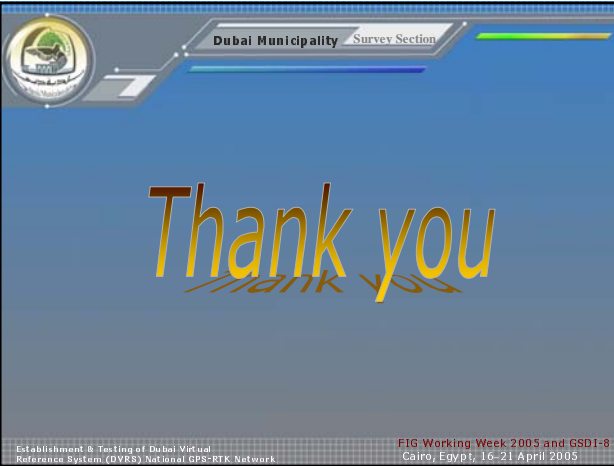 Dubai Municipality Survey Section
Thank you
Establishment & Testing of Dubai Virtual
Reference System (DVRS) National GPS-RTK Network
FIG Working Week 2005 and GSDI-8
Cairo, Egypt, 16–21 April 2005